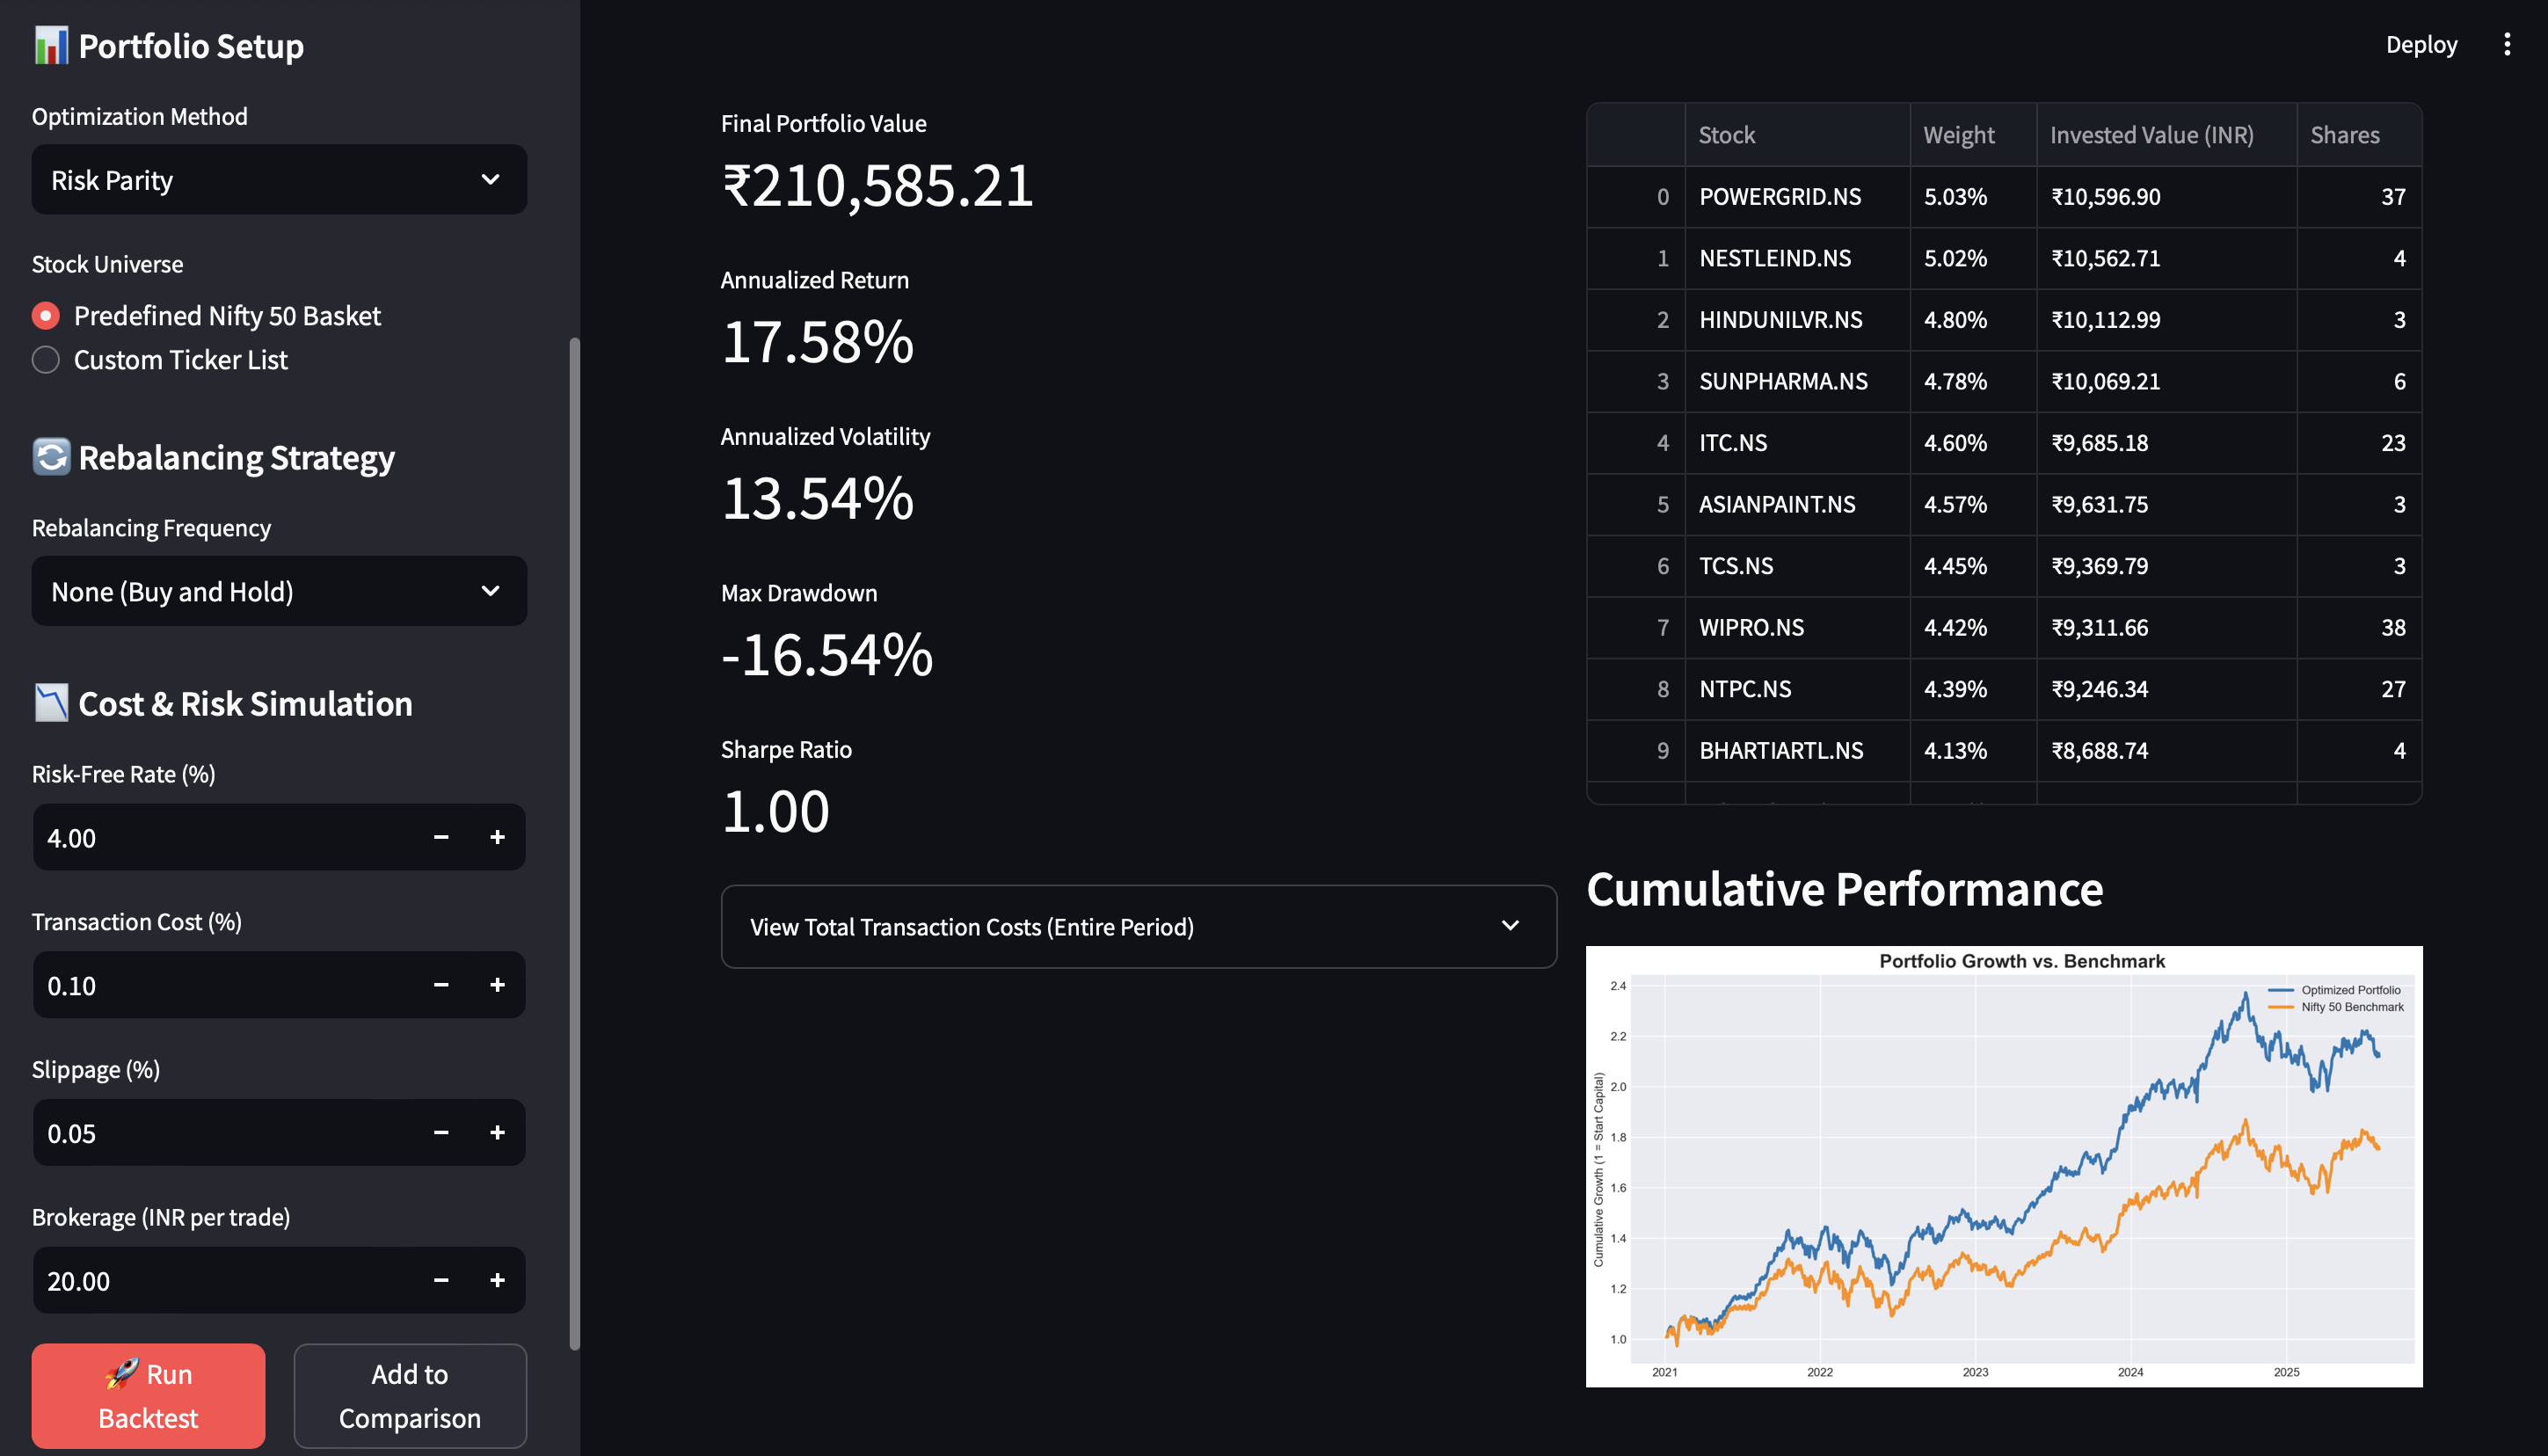 Portfolio Setup
Optimization Method
Risk Parity
Stock Universe
Predefined Nifty 50 Basket
Custom Ticker List
Rebalancing Strategy
Rebalancing Frequency
None (Buy and Hold)
Cost & Risk Simulation
Risk-Free Rate (%)
4.00
Transaction Cost (%)
0.10
Slippage (%)
0.05
Brokerage (INR per trade)
20.00
Run
Backtest
Add to
Comparison
Deploy
Final Portfolio Value
₹210,585.21
Annualized Return
17.58%
Annualized Volatility
13.54%
Max Drawdown
-16.54%
Sharpe Ratio
1.00
View Total Transaction Costs (Entire Period)
Stock Weight Invested Value (INR) Shares
0 POWERGRID.NS 5.03% ₹10,596.90 37
1 NESTLEIND.NS 5.02% ₹10,562.71 4
2 HINDUNILVR.NS 4.80% ₹10,112.99 3
3 SUNPHARMA.NS 4.78% ₹10,069.21 6
4 ITC.NS 4.60% ₹9,685.18 23
5 ASIANPAINT.NS 4.57% ₹9,631.75 3
6 TCS.NS 4.45% ₹9,369.79 3
7 WIPRO.NS 4.42% ₹9,311.66 38
8 NTPC.NS 4.39% ₹9,246.34 27
9 BHARTIARTL.NS 4.13% ₹8,688.74 4
Cumulative Performance
Portfolio Growth vs. Benchmark
Optimized Portfolio
Nifty 50 Benchmark
Cumulative Growth (1 = Start Capital)
2.4
2.2
2.0
1.8
1.6
1.4
1.2
1.0
2021 2022 2023 2024 2025